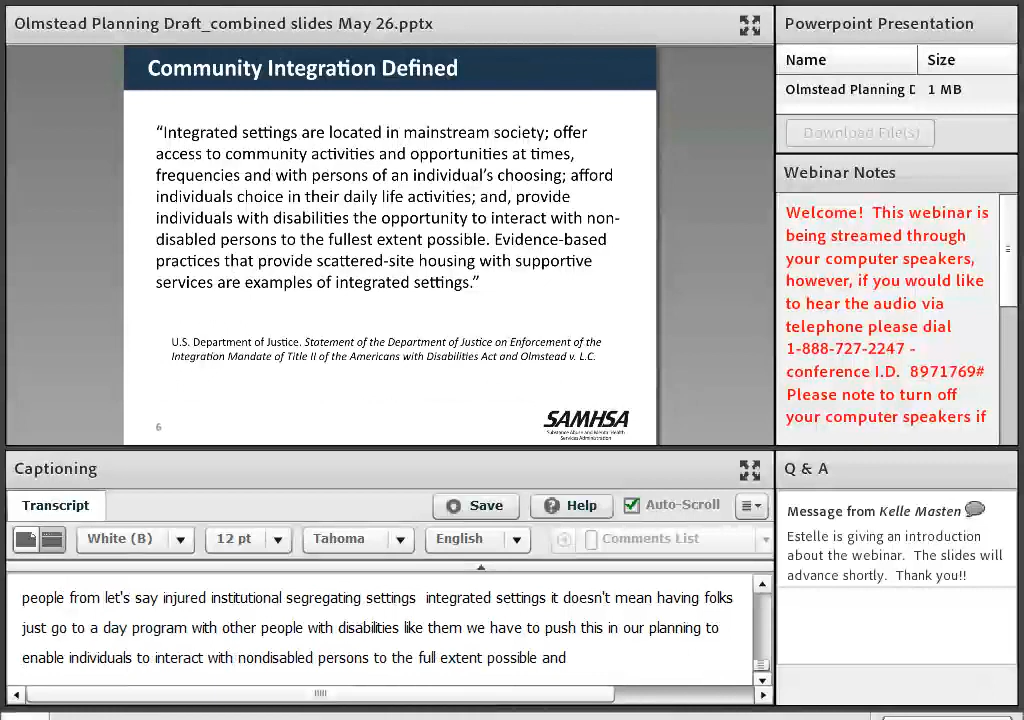 Olmstead Planning Draft_combined slides May 26.pptx
Community Integration Defined
“Integrated settings are located in mainstream society; offer
access to community activities and opportunities at times,
frequencies and with persons of an individual’s choosing; afford
individuals choice in their daily life activities; and, provide
individuals with disabilities the opportunity to interact with non-
disabled persons to the fullest extent possible. Evidence-based
practices that provide scattered-site housing with supportive
services are examples of integrated settings.”
U.S. Department of Justice. Statement of the Department of Justice on Enforcement of the
Integration Mandate of Title II of the Americans with Disabilities Act and Olmstead v. L.C.
6
SAMHSA
Substance Abuse and Mental Health
Services Administration
Powerpoint Presentation
Name Size
Olmstead Planning D 1 MB
Download File(s)
Webinar Notes
Welcome! This webinar is
being streamed through
your computer speakers,
however, if you would like
to hear the audio via
telephone please dial
1-888-727-2247 -
conference I.D. 8971769#
Please note to turn off
your computer speakers if
Captioning
Transcript
Save
Help
Auto-Scroll
White (B)
12 pt
Tahoma
English
Comments List
people from let's say injured institutional segregating settings integrated settings it doesn't mean having folks
just go to a day program with other people with disabilities like them we have to push this in our planning to
enable individuals to interact with nondisabled persons to the full extent possible and
Q & A
Message from Kelle Masten
Estelle is giving an introduction
about the webinar. The slides will
advance shortly. Thank you!!